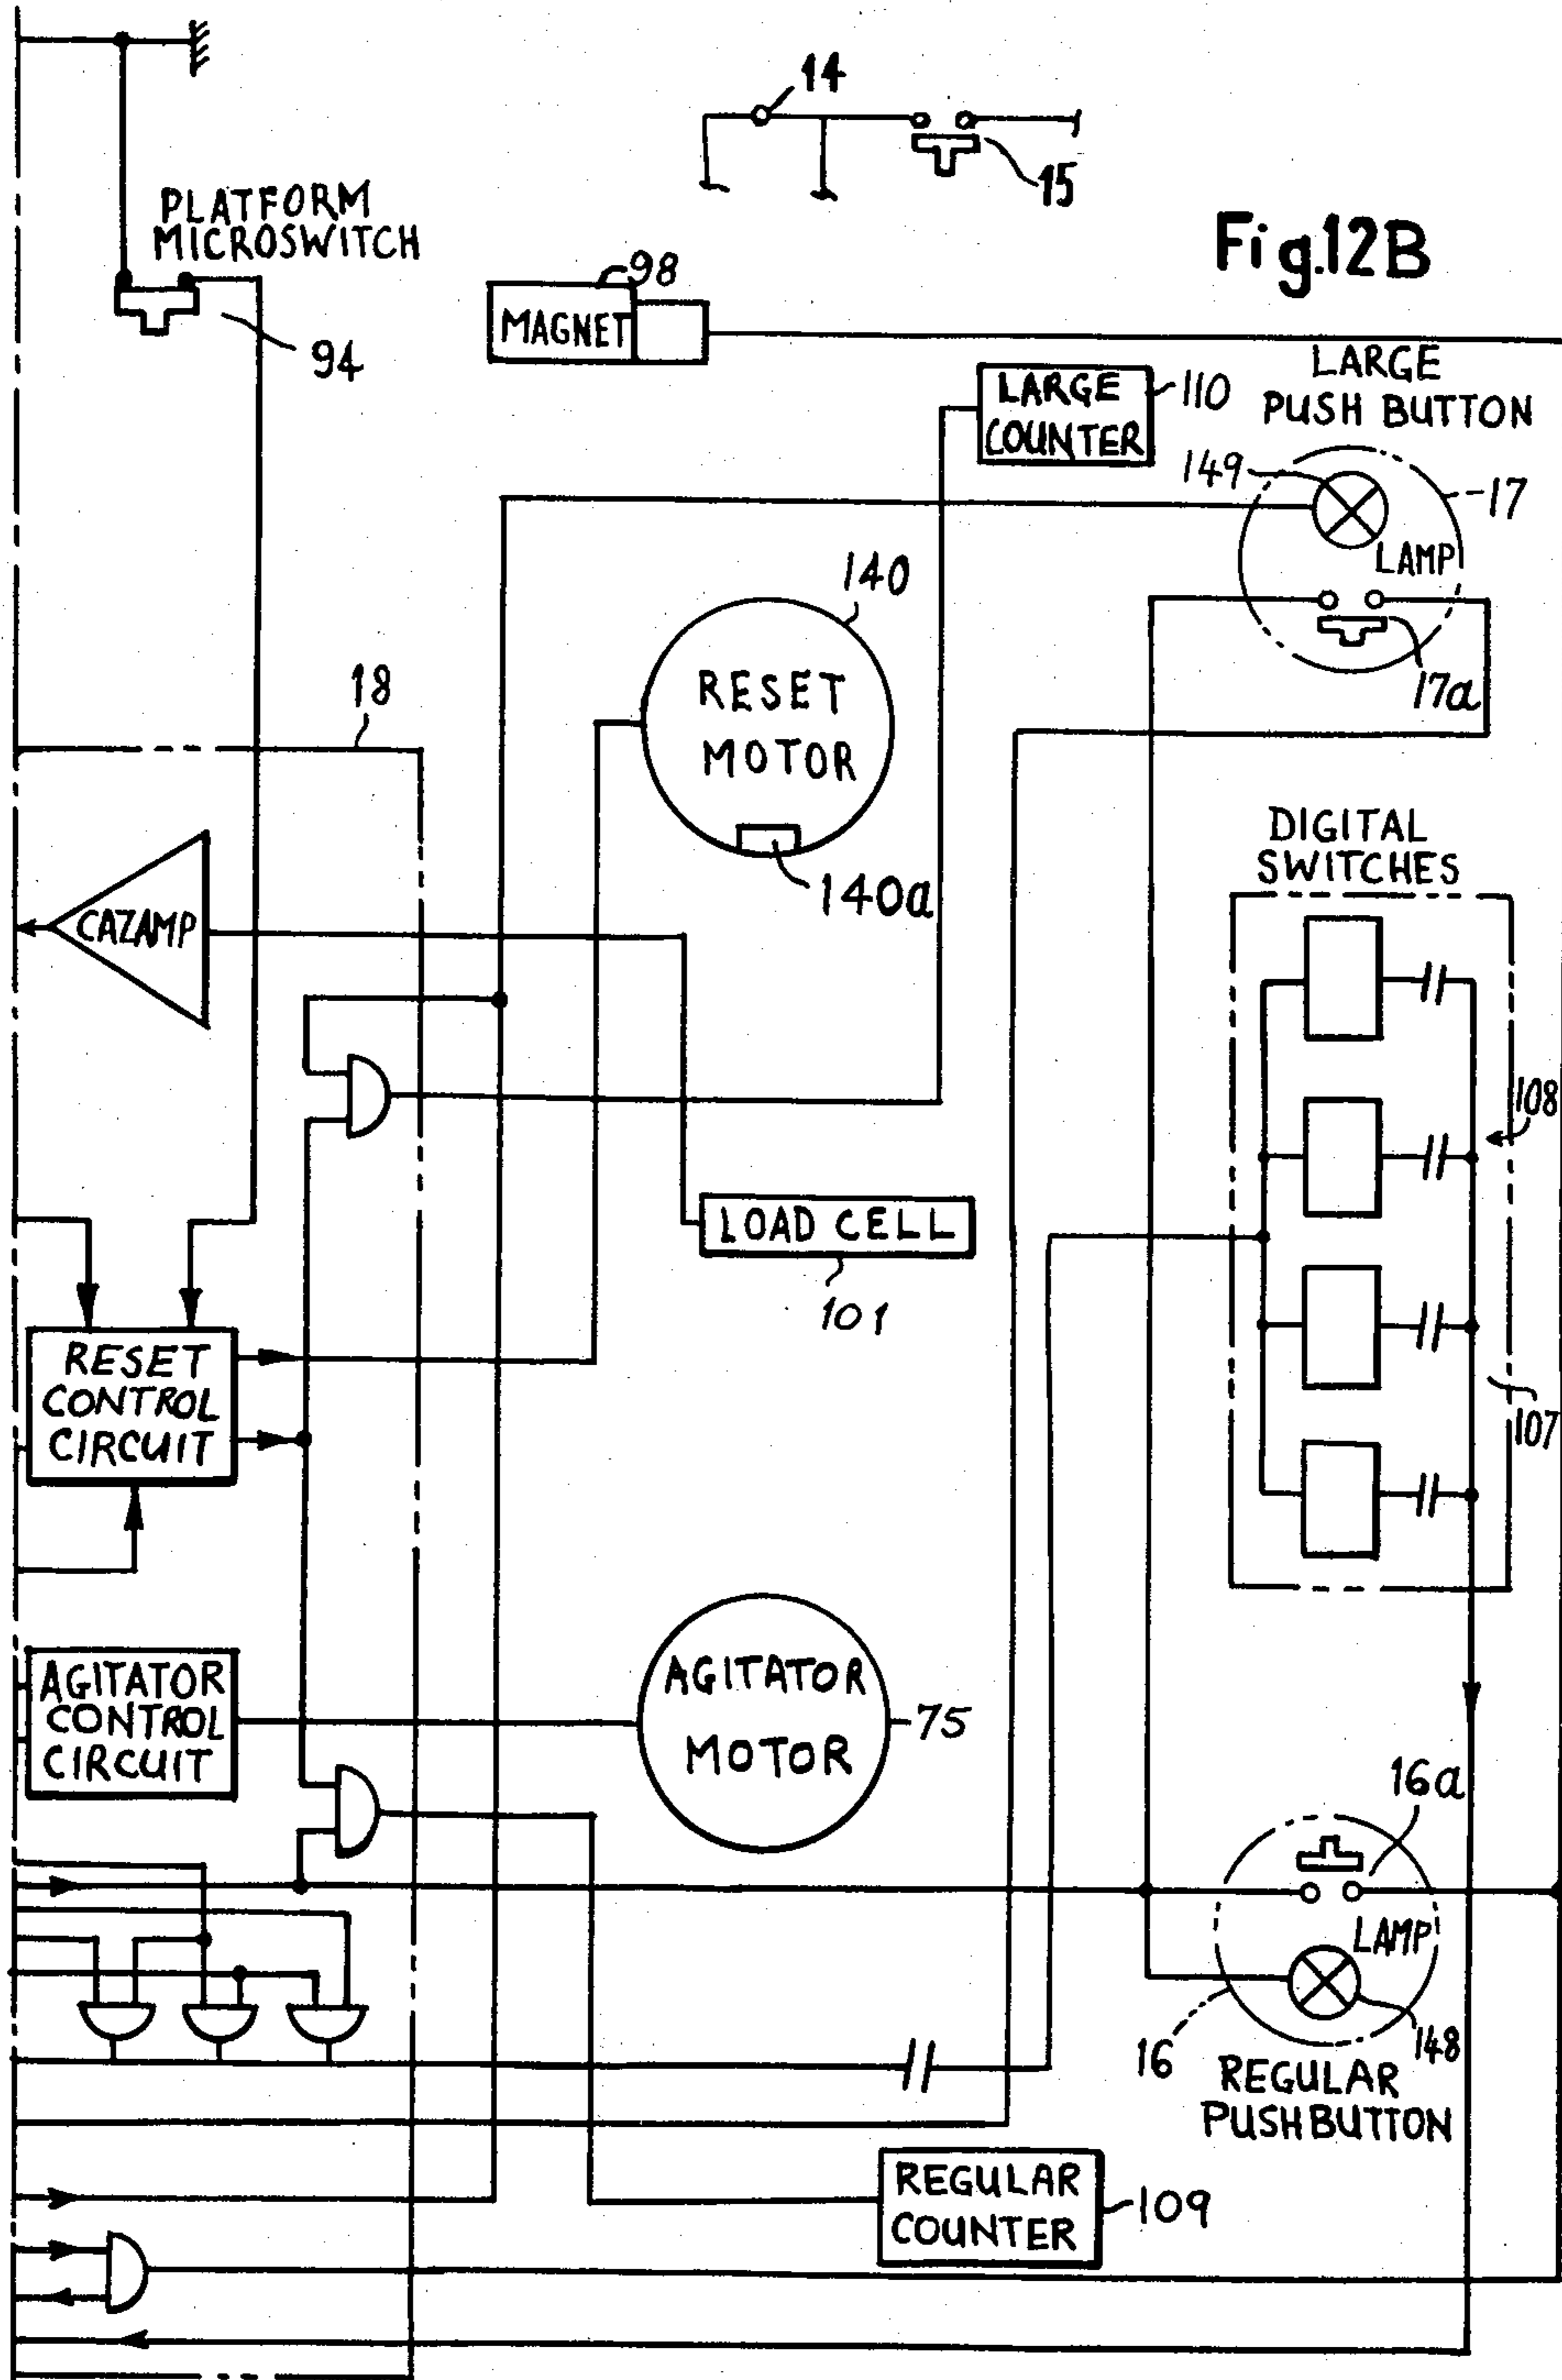 14
15
Fig.12B
PLATFORM
MICROSWITCH
94
98
MAGNET
LARGE
COUNTER
110
LARGE
PUSH BUTTON
149
17
LAMP
17a
140
RESET
MOTOR
140a
18
CAZAMP
DIGITAL
SWITCHES
108
107
LOAD CELL
101
RESET
CONTROL
CIRCUIT
AGITATOR
CONTROL
CIRCUIT
AGITATOR
MOTOR
75
16a
LAMP
16
148
REGULAR
PUSHBUTTON
REGULAR
COUNTER
109